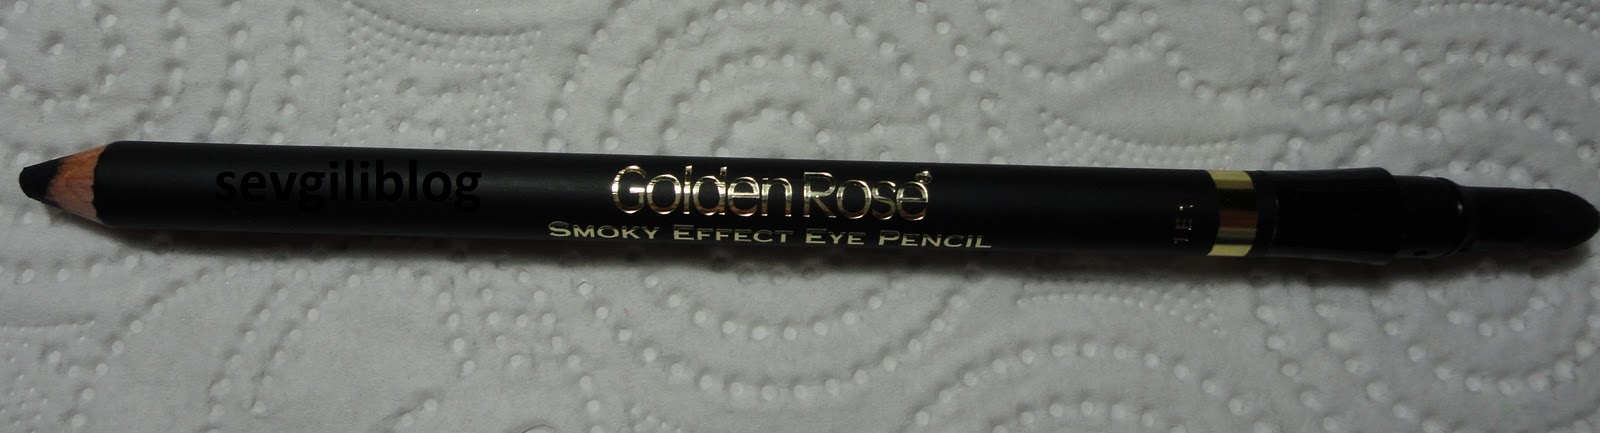 sevgiliblog
Golden Rose
SMOKY EFFECT EYE PENCIL